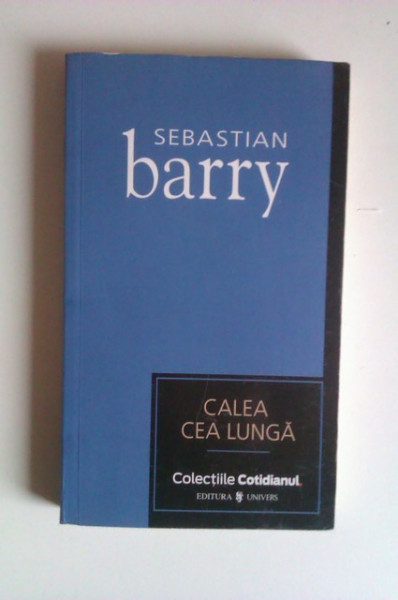 SEBASTIAN
barry
CALEA
CEA LUNGĂ
Colecțiile Cotidianul
EDITURA UNIVERS